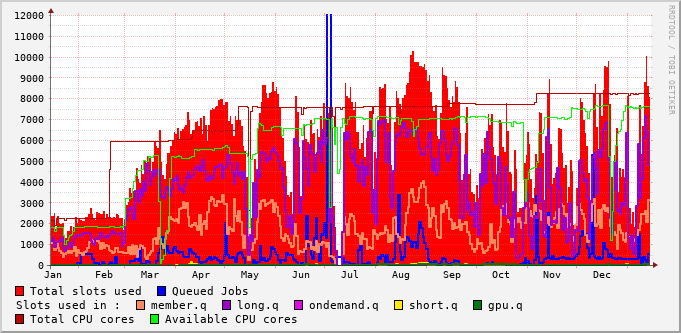 12000
11000
10000
9000
8000
7000
6000
5000
4000
3000
2000
1000
0
Jan Feb Mar Apr May Jun Jul Aug Sep Oct Nov Dec
Total slots used Queued Jobs
Slots used in : member.q long.q ondemand.q short.q gpu.q
Total CPU cores Available CPU cores
RRDTOOL / TOBI OETIKER